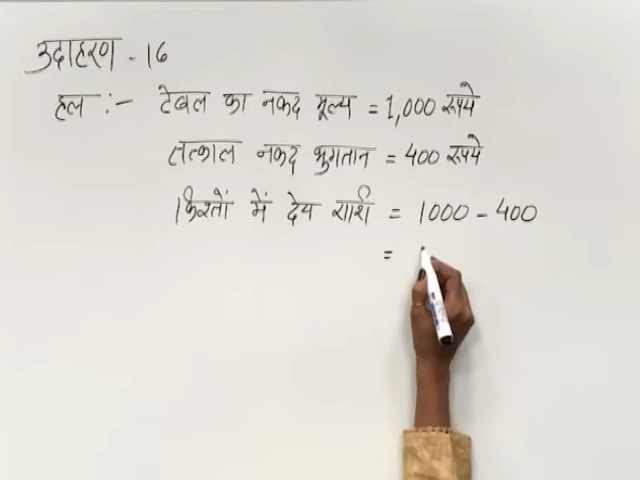 उदाहरण - 16
हल :- टेबल का नकद मूल्य = 1,000 रूपये
तत्काल नकद भुगतान = 400 रूपये
किश्तों में देय राशि = 1000 - 400
=